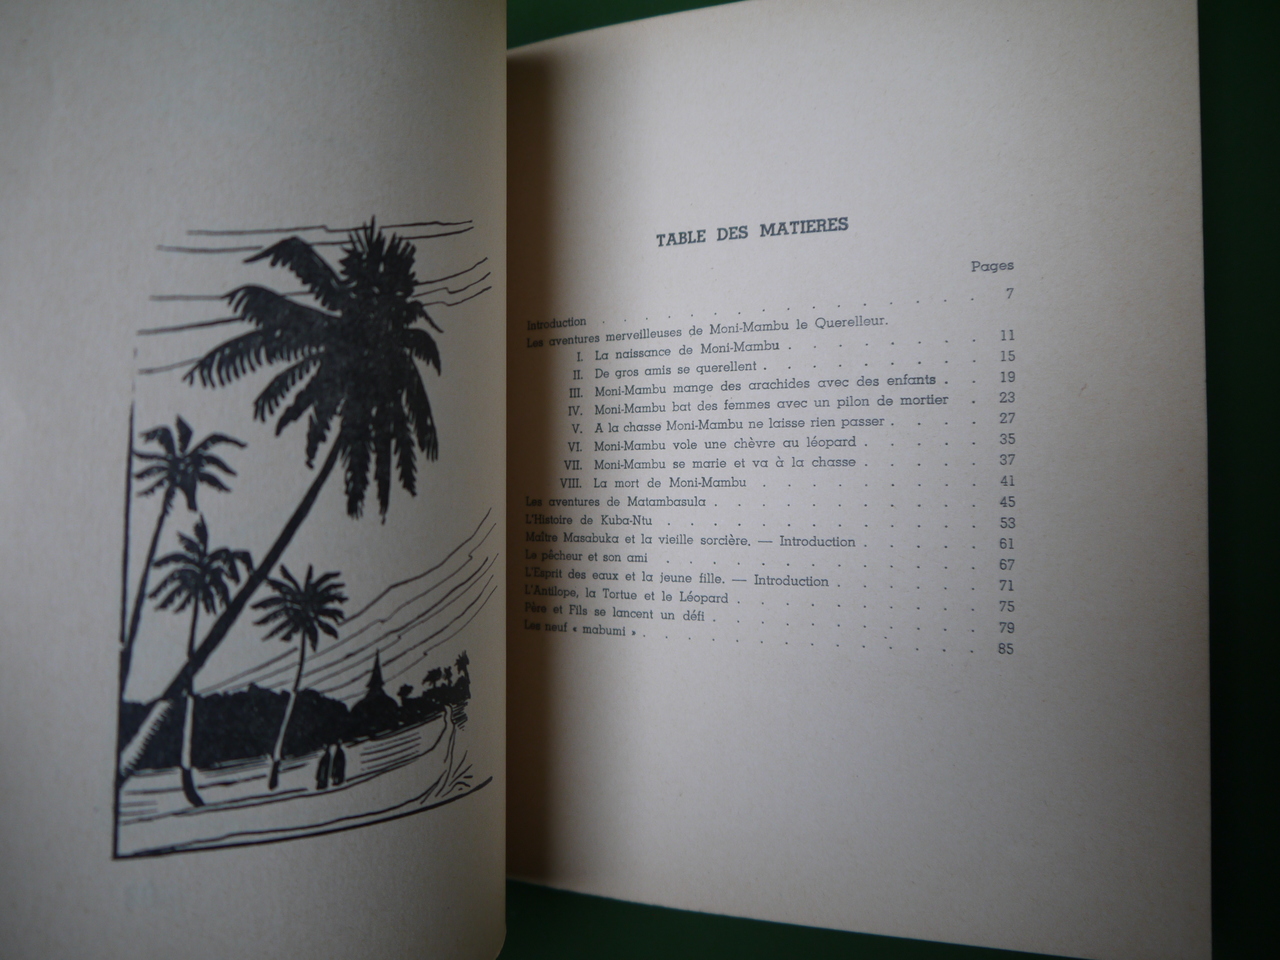 TABLE DES MATIERES
Pages
Introduction . . . . . . . . . . . . . 7
Les aventures merveilleuses de Moni-Mambu le Querelleur.
I. La naissance de Moni-Mambu . . . . . . . 11
II. De gros amis se querellent . . . . . . . 15
III. Moni-Mambu mange des arachides avec des enfants . . 19
IV. Moni-Mambu bat des femmes avec un pilon de mortier . 23
V. A la chasse Moni-Mambu ne laisse rien passer . . . . 27
VI. Moni-Mambu vole une chèvre au léopard . . . . . 35
VII. Moni-Mambu se marie et va à la chasse . . . . . 37
VIII. La mort de Moni-Mambu . . . . . . . . 41
Les aventures de Matambasula . . . . . . . . . 45
L'Histoire de Kuba-Ntu . . . . . . . . . . 53
Maître Masabuka et la vieille sorcière. — Introduction . . . . . 61
Le pêcheur et son ami . . . . . . . . . . 67
L'Esprit des eaux et la jeune fille. — Introduction . . . . . 71
L'Antilope, la Tortue et le Léopard . . . . . . . . 75
Père et Fils se lancent un défi . . . . . . . . . 79
Les neuf « mabumi » . . . . . . . . . . . 85